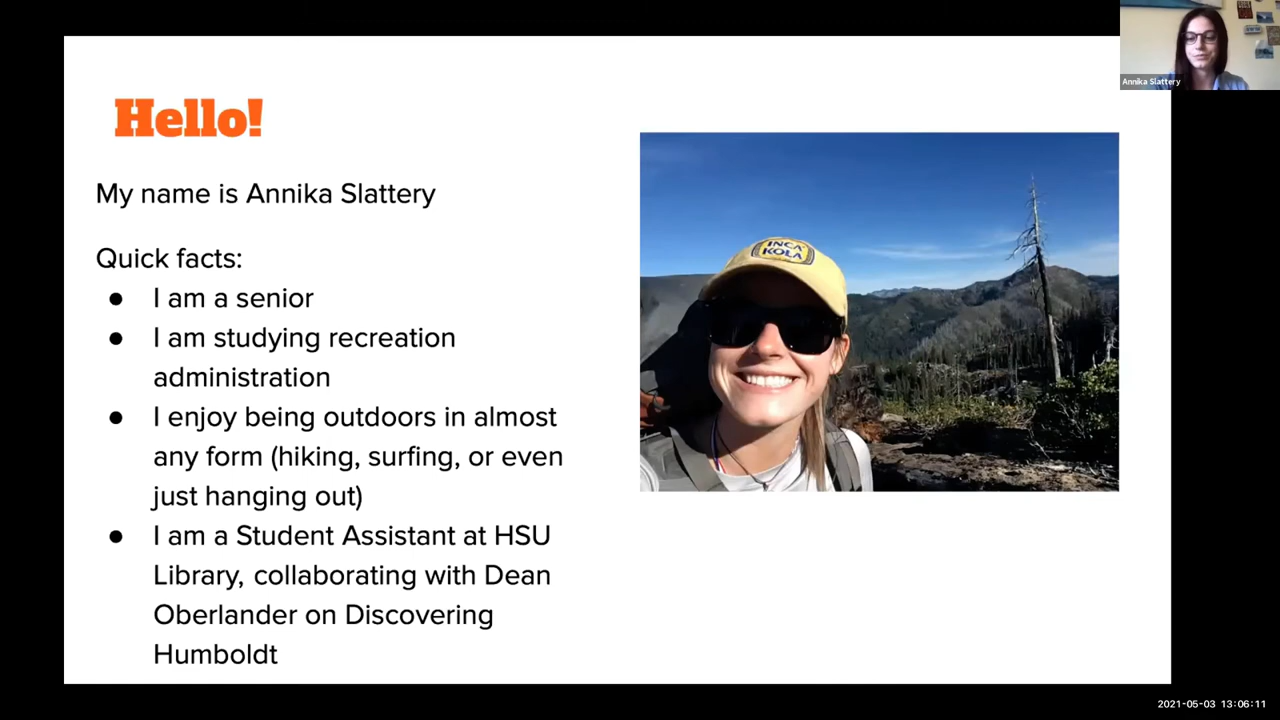 Hello!
My name is Annika Slattery
Quick facts:
● I am a senior
● I am studying recreation
administration
● I enjoy being outdoors in almost
any form (hiking, surfing, or even
just hanging out)
● I am a Student Assistant at HSU
Library, collaborating with Dean
Oberlander on Discovering
Humboldt
INCA
KOLA
Annika Slattery
2021-05-03 13:06:11